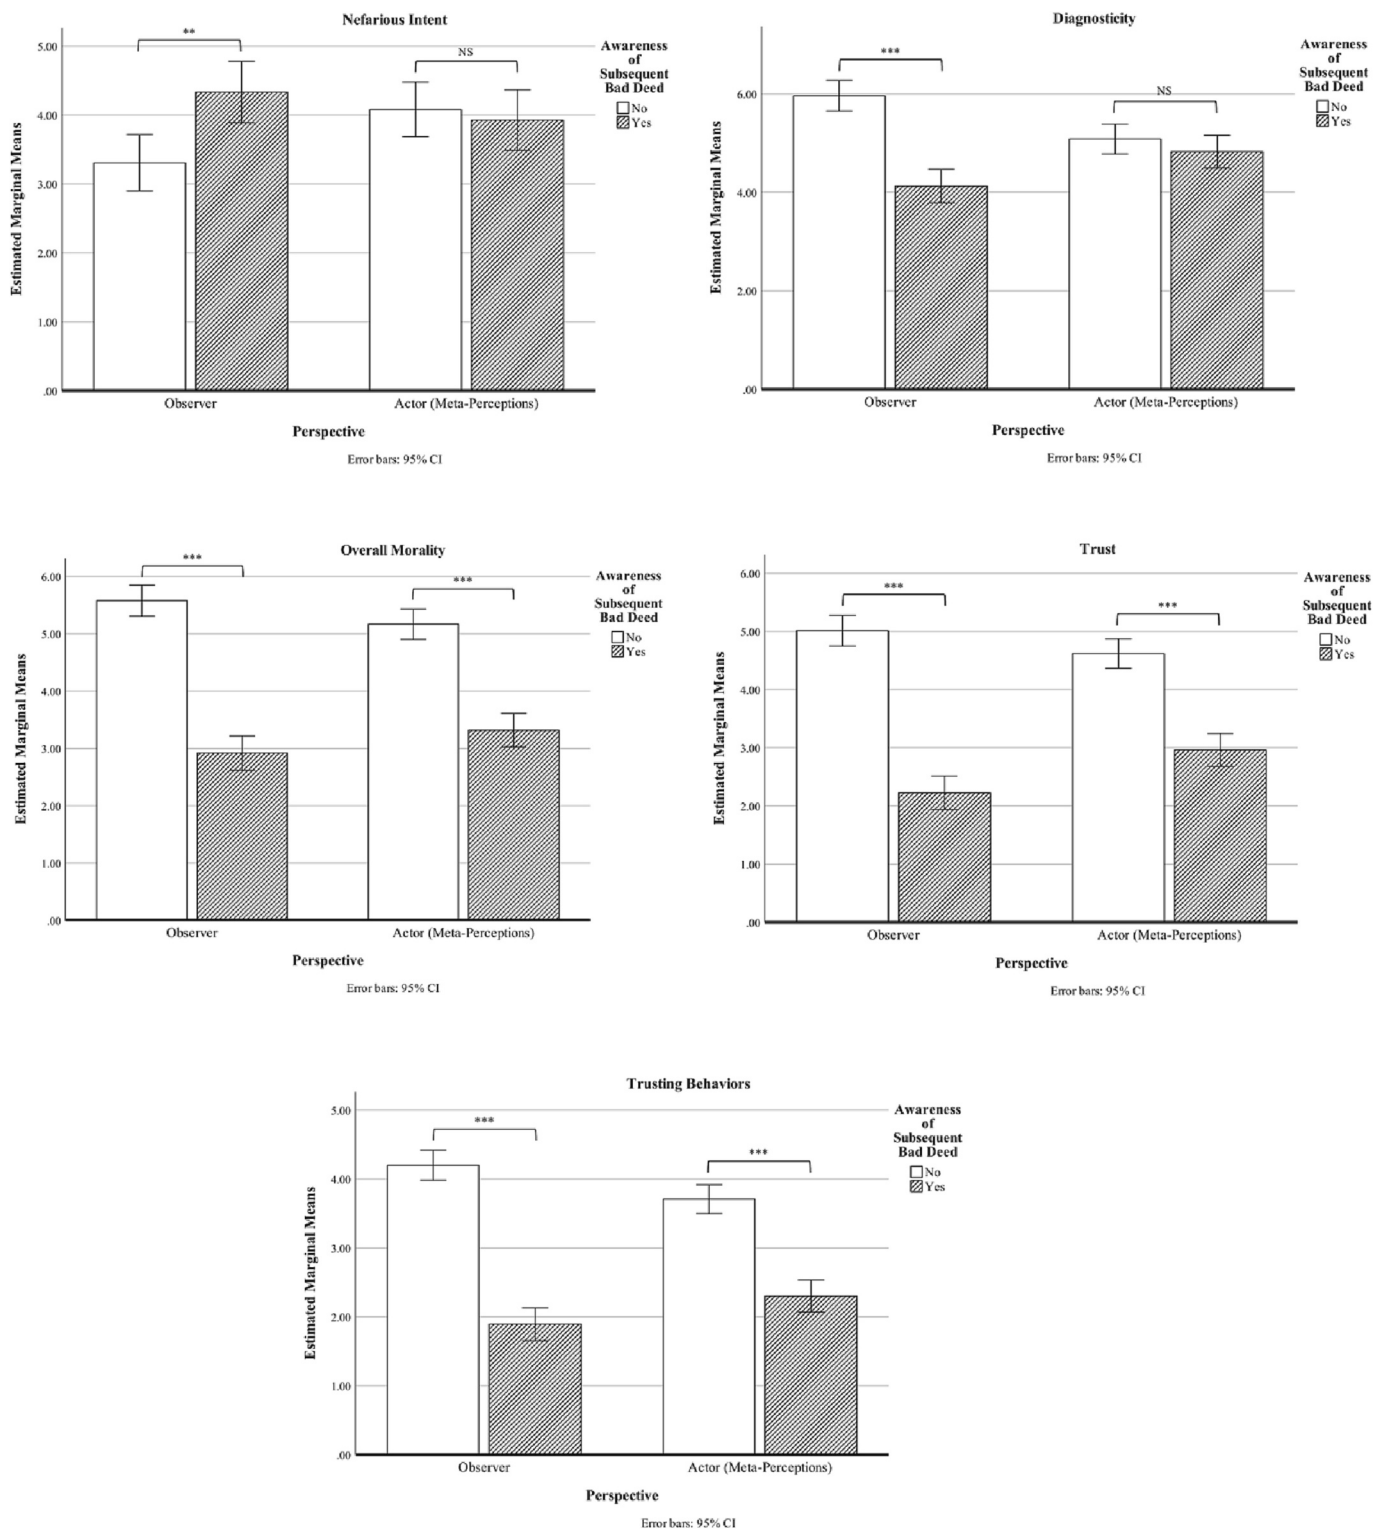 Nefarious Intent
**
NS
5.00
4.00
3.00
2.00
1.00
.00
Estimated Marginal Means
Observer
Actor (Meta-Perceptions)
Perspective
Error bars: 95% CI
Awareness
of
Subsequent
Bad Deed
No
Yes
Diagnosticity
***
NS
6.00
4.00
2.00
.00
Estimated Marginal Means
Observer
Actor (Meta-Perceptions)
Perspective
Error bars: 95% CI
Awareness
of
Subsequent
Bad Deed
No
Yes
Overall Morality
***
***
6.00
5.00
4.00
3.00
2.00
1.00
.00
Estimated Marginal Means
Observer
Actor (Meta-Perceptions)
Perspective
Error bars: 95% CI
Awareness
of
Subsequent
Bad Deed
No
Yes
Trust
***
***
6.00
5.00
4.00
3.00
2.00
1.00
.00
Estimated Marginal Means
Observer
Actor (Meta-Perceptions)
Perspective
Error bars: 95% CI
Awareness
of
Subsequent
Bad Deed
No
Yes
Trusting Behaviors
***
***
5.00
4.00
3.00
2.00
1.00
.00
Estimated Marginal Means
Observer
Actor (Meta-Perceptions)
Perspective
Error bars: 95% CI
Awareness
of
Subsequent
Bad Deed
No
Yes